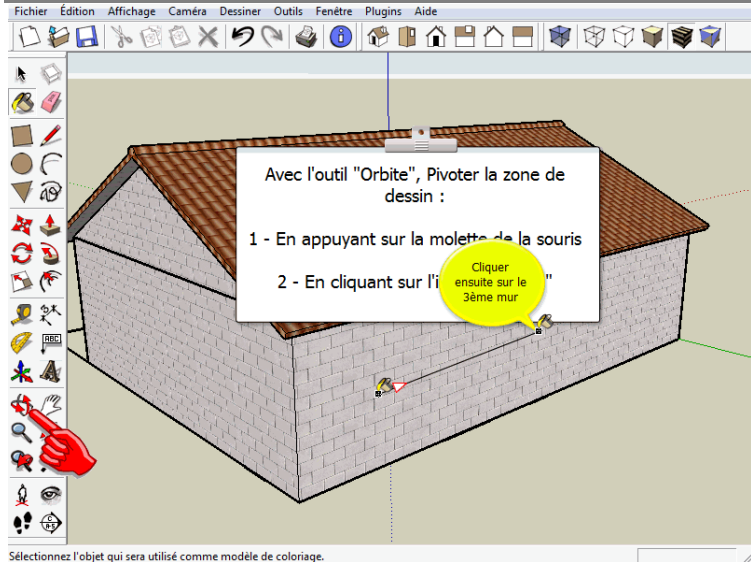 Fichier Édition Affichage Caméra Dessiner Outils Fenêtre Plugins Aide
Avec l'outil "Orbite", Pivoter la zone de
dessin :
1 - En appuyant sur la molette de la souris
2 - En cliquant sur l'i "
Cliquer
ensuite sur le
3ème mur
ABC
Sélectionnez l'objet qui sera utilisé comme modèle de coloriage.